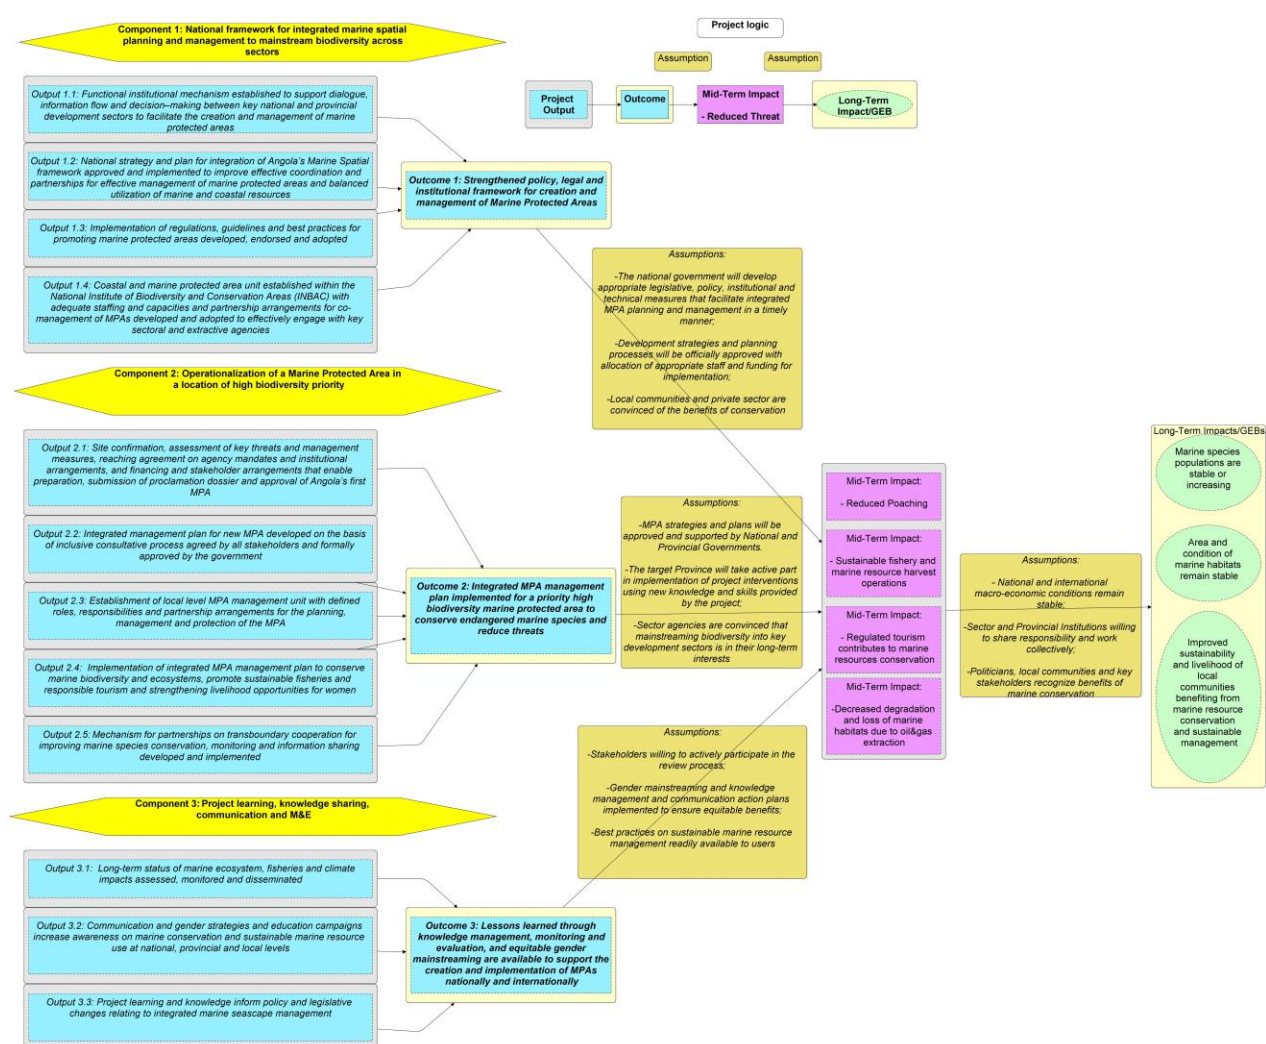 Component 1: National framework for integrated marine spatial
planning and management to mainstream biodiversity across
sectors
Project logic
Assumption
Assumption
Project
Output
Outcome
Mid-Term Impact
- Reduced Threat
Long-Term
Impact/GEB
Output 1.1: Functional institutional mechanism established to support dialogue,
information flow and decision–making between key national and provincial
development sectors to facilitate the creation and management of marine
protected areas
Output 1.2: National strategy and plan for integration of Angola's Marine Spatial
framework approved and implemented to improve effective coordination and
partnerships for effective management of marine protected areas and balanced
utilization of marine and coastal resources
Output 1.3: Implementation of regulations, guidelines and best practices for
promoting marine protected areas developed, endorsed and adopted
Output 1.4: Coastal and marine protected area unit established within the
National Institute of Biodiversity and Conservation Areas (INBAC) with
adequate staffing and capacities and partnership arrangements for co-
management of MPAs developed and adopted to effectively engage with key
sectoral and extractive agencies
Outcome 1: Strengthened policy, legal and
institutional framework for creation and
management of Marine Protected Areas
Assumptions:
-The national government will develop
appropriate legislative, policy, institutional and
technical measures that facilitate integrated
MPA planning and management in a timely
manner;
-Development strategies and planning
processes will be officially approved with
allocation of appropriate staff and funding for
implementation;
-Local communities and private sector are
convinced of the benefits of conservation
Component 2: Operationalization of a Marine Protected Area in
a location of high biodiversity priority
Output 2.1: Site confirmation, assessment of key threats and management
measures, reaching agreement on agency mandates and institutional
arrangements, and financing and stakeholder arrangements that enable
preparation, submission of proclamation dossier and approval of Angola's first
MPA
Output 2.2: Integrated management plan for new MPA developed on the basis
of inclusive consultative process agreed by all stakeholders and formally
approved by the government
Output 2.3: Establishment of local level MPA management unit with defined
roles, responsibilities and partnership arrangements for the planning,
management and protection of the MPA
Output 2.4: Implementation of integrated MPA management plan to conserve
marine biodiversity and ecosystems, promote sustainable fisheries and
responsible tourism and strengthening livelihood opportunities for women
Output 2.5: Mechanism for partnerships on transboundary cooperation for
improving marine species conservation, monitoring and information sharing
developed and implemented
Outcome 2: Integrated MPA management
plan implemented for a priority high
biodiversity marine protected area to
conserve endangered marine species and
reduce threats
Assumptions:
-MPA strategies and plans will be
approved and supported by National and
Provincial Governments.
-The target Province will take active part
in implementation of project interventions
using new knowledge and skills provided
by the project;
-Sector agencies are convinced that
mainstreaming biodiversity into key
development sectors is in their long-term
interests
Mid-Term Impact:
- Reduced Poaching
Mid-Term Impact:
- Sustainable fishery and
marine resource harvest
operations
Mid-Term Impact:
- Regulated tourism
contributes to marine
resources conservation
Mid-Term Impact:
-Decreased degradation
and loss of marine
habitats due to oil&gas
extraction
Assumptions:
- National and international
macro-economic conditions remain
stable;
-Sector and Provincial Institutions willing
to share responsibility and work
collectively;
-Politicians, local communities and key
stakeholders recognize benefits of
marine conservation
Long-Term Impacts/GEBs
Marine species
populations are
stable or
increasing
Area and
condition of
marine habitats
remain stable
Improved
sustainability
and livelihood of
local
communities
benefiting from
marine resource
conservation
and sustainable
management
Assumptions:
-Stakeholders willing to actively participate in the
review process;
-Gender mainstreaming and knowledge
management and communication action plans
implemented to ensure equitable benefits;
-Best practices on sustainable marine resource
management readily available to users
Component 3: Project learning, knowledge sharing,
communication and M&E
Output 3.1: Long-term status of marine ecosystem, fisheries and climate
impacts assessed, monitored and disseminated
Output 3.2: Communication and gender strategies and education campaigns
increase awareness on marine conservation and sustainable marine resource
use at national, provincial and local levels
Output 3.3: Project learning and knowledge inform policy and legislative
changes relating to integrated marine seascape management
Outcome 3: Lessons learned through
knowledge management, monitoring and
evaluation, and equitable gender
mainstreaming are available to support the
creation and implementation of MPAs
nationally and internationally